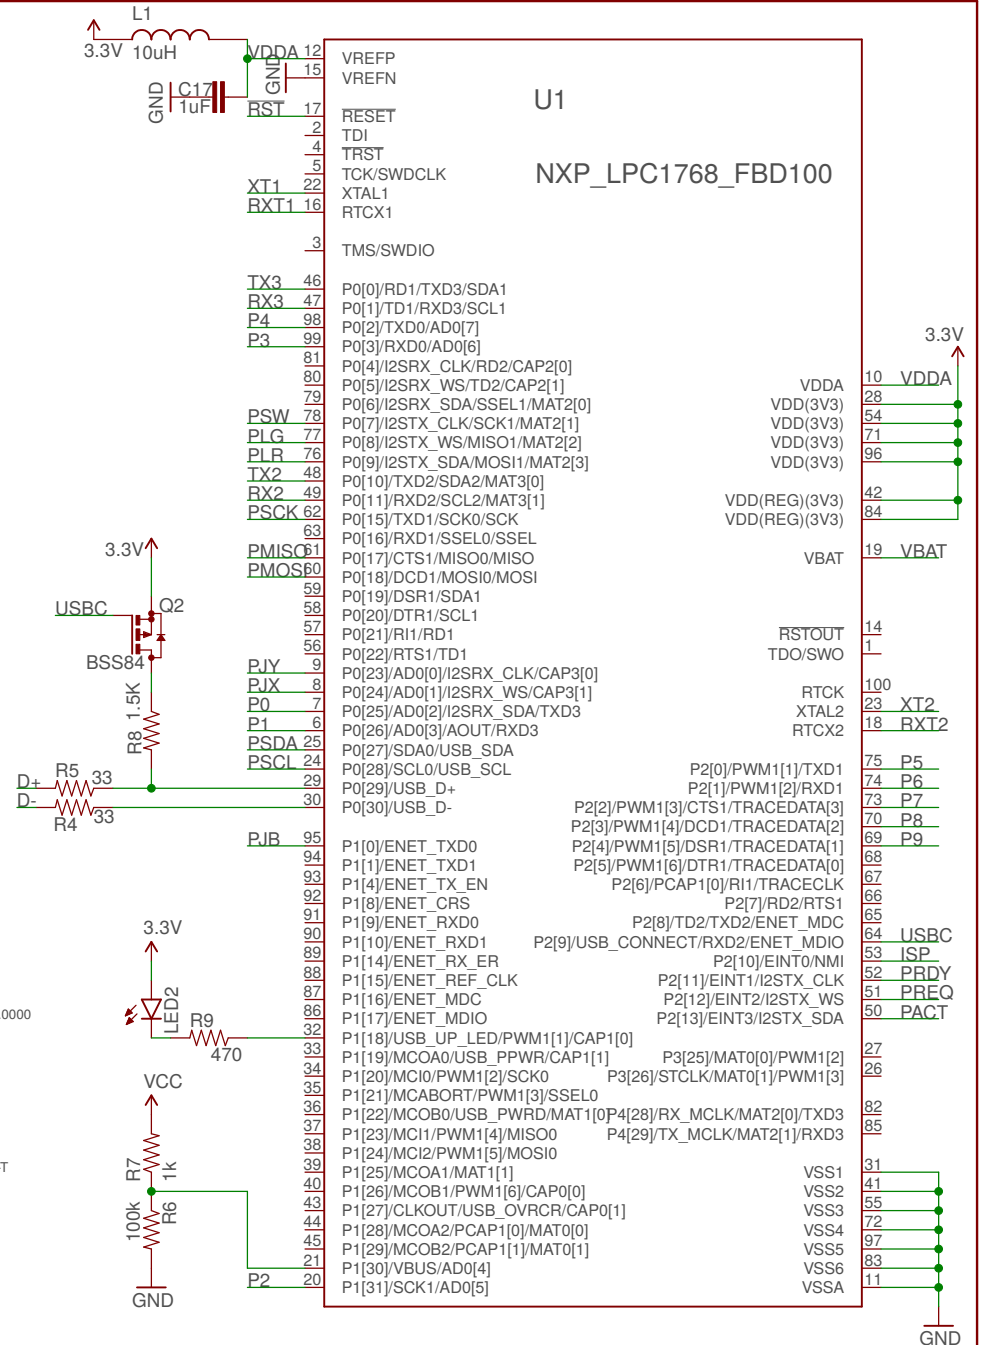 L1
3.3V 10uH
VDDA 12 VREFP
GND 15 VREFN
GND C17 1uF
U1
NXP_LPC1768_FBD100
RST 17 RESET
2 TDI
4 TRST
5 TCK/SWDCLK
XT1 22 XTAL1
RXT1 16 RTCX1
3 TMS/SWDIO
TX3 46 P0[0]/RD1/TXD3/SDA1
RX3 47 P0[1]/TD1/RXD3/SCL1
P4 98 P0[2]/TXD0/AD0[7]
P3 99 P0[3]/RXD0/AD0[6]
81 P0[4]/I2SRX_CLK/RD2/CAP2[0]
80 P0[5]/I2SRX_WS/TD2/CAP2[1]
79 P0[6]/I2SRX_SDA/SSEL1/MAT2[0]
PSW 78 P0[7]/I2STX_CLK/SCK1/MAT2[1]
PLG 77 P0[8]/I2STX_WS/MISO1/MAT2[2]
PLR 76 P0[9]/I2STX_SDA/MOSI1/MAT2[3]
TX2 48 P0[10]/TXD2/SDA2/MAT3[0]
RX2 49 P0[11]/RXD2/SCL2/MAT3[1]
PSCK 62 P0[15]/TXD1/SCK0/SCK
63 P0[16]/RXD1/SSEL0/SSEL
PMISO 61 P0[17]/CTS1/MISO0/MISO
PMOSI 60 P0[18]/DCD1/MOSI0/MOSI
59 P0[19]/DSR1/SDA1
58 P0[20]/DTR1/SCL1
57 P0[21]/RI1/RD1
56 P0[22]/RTS1/TD1
PJY 9 P0[23]/AD0[0]/I2SRX_CLK/CAP3[0]
PJX 8 P0[24]/AD0[1]/I2SRX_WS/CAP3[1]
P0 7 P0[25]/AD0[2]/I2SRX_SDA/TXD3
P1 6 P0[26]/AD0[3]/AOUT/RXD3
PSDA 25 P0[27]/SDA0/USB_SDA
PSCL 24 P0[28]/SCL0/USB_SCL
29 P0[29]/USB_D+
30 P0[30]/USB_D-
PJB 95 P1[0]/ENET_TXD0
94 P1[1]/ENET_TXD1
93 P1[4]/ENET_TX_EN
92 P1[8]/ENET_CRS
91 P1[9]/ENET_RXD0
90 P1[10]/ENET_RXD1
89 P1[14]/ENET_RX_ER
88 P1[15]/ENET_REF_CLK
87 P1[16]/ENET_MDC
86 P1[17]/ENET_MDIO
32 P1[18]/USB_UP_LED/PWM1[1]/CAP1[0]
33 P1[19]/MCOA0/USB_PPWR/CAP1[1]
34 P1[20]/MCI0/PWM1[2]/SCK0
35 P1[21]/MCABORT/PWM1[3]/SSEL0
36 P1[22]/MCOB0/USB_PWRD/MAT1[0]
37 P1[23]/MCI1/PWM1[4]/MISO0
38 P1[24]/MCI2/PWM1[5]/MOSI0
39 P1[25]/MCOA1/MAT1[1]
40 P1[26]/MCOB1/PWM1[6]/CAP0[0]
43 P1[27]/CLKOUT/USB_OVRCR/CAP0[1]
44 P1[28]/MCOA2/PCAP1[0]/MAT0[0]
45 P1[29]/MCOB2/PCAP1[1]/MAT0[1]
21 P1[30]/VBUS/AD0[4]
P2 20 P1[31]/SCK1/AD0[5]
3.3V
USBC Q2
BSS84
R8 1.5K
D+ R5 33
D- R4 33
3.3V
LED2
.0000
R9
470
VCC
R7 1k
T
100k R6
GND
3.3V
VDDA 10 VDDA
VDD(3V3) 28
VDD(3V3) 54
VDD(3V3) 71
VDD(3V3) 96
VDD(REG)(3V3) 42
VDD(REG)(3V3) 84
VBAT 19 VBAT
RSTOUT 14
TDO/SWO 1
RTCK 100
XTAL2 23 XT2
RTCX2 18 RXT2
P2[0]/PWM1[1]/TXD1 75 P5
P2[1]/PWM1[2]/RXD1 74 P6
P2[2]/PWM1[3]/CTS1/TRACEDATA[3] 73 P7
P2[3]/PWM1[4]/DCD1/TRACEDATA[2] 70 P8
P2[4]/PWM1[5]/DSR1/TRACEDATA[1] 69 P9
P2[5]/PWM1[6]/DTR1/TRACEDATA[0] 68
P2[6]/PCAP1[0]/RI1/TRACECLK 67
P2[7]/RD2/RTS1 66
P2[8]/TD2/TXD2/ENET_MDC 65
P2[9]/USB_CONNECT/RXD2/ENET_MDIO 64 USBC
P2[10]/EINT0/NMI 53 ISP
P2[11]/EINT1/I2STX_CLK 52 PRDY
P2[12]/EINT2/I2STX_WS 51 PREQ
P2[13]/EINT3/I2STX_SDA 50 PACT
P3[25]/MAT0[0]/PWM1[2] 27
P3[26]/STCLK/MAT0[1]/PWM1[3] 26
P4[28]/RX_MCLK/MAT2[0]/TXD3 82
P4[29]/TX_MCLK/MAT2[1]/RXD3 85
VSS1 31
VSS2 41
VSS3 55
VSS4 72
VSS5 97
VSS6 83
VSSA 11
GND